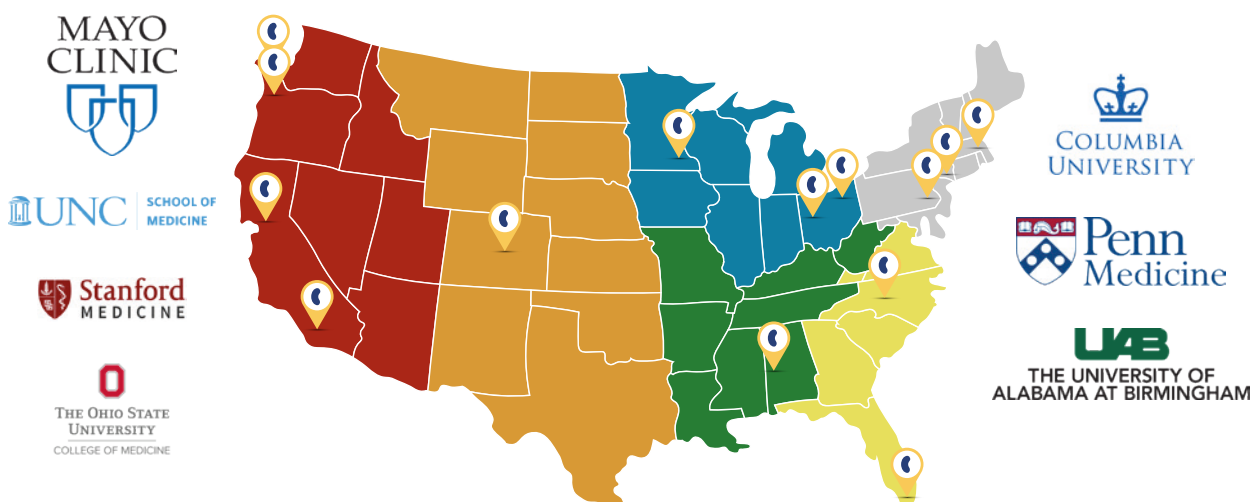 MAYO
CLINIC
UNC
SCHOOL OF
MEDICINE
Stanford
MEDICINE
THE OHIO STATE
UNIVERSITY
COLLEGE OF MEDICINE
COLUMBIA
UNIVERSITY
Penn
Medicine
UAB
THE UNIVERSITY OF
ALABAMA AT BIRMINGHAM